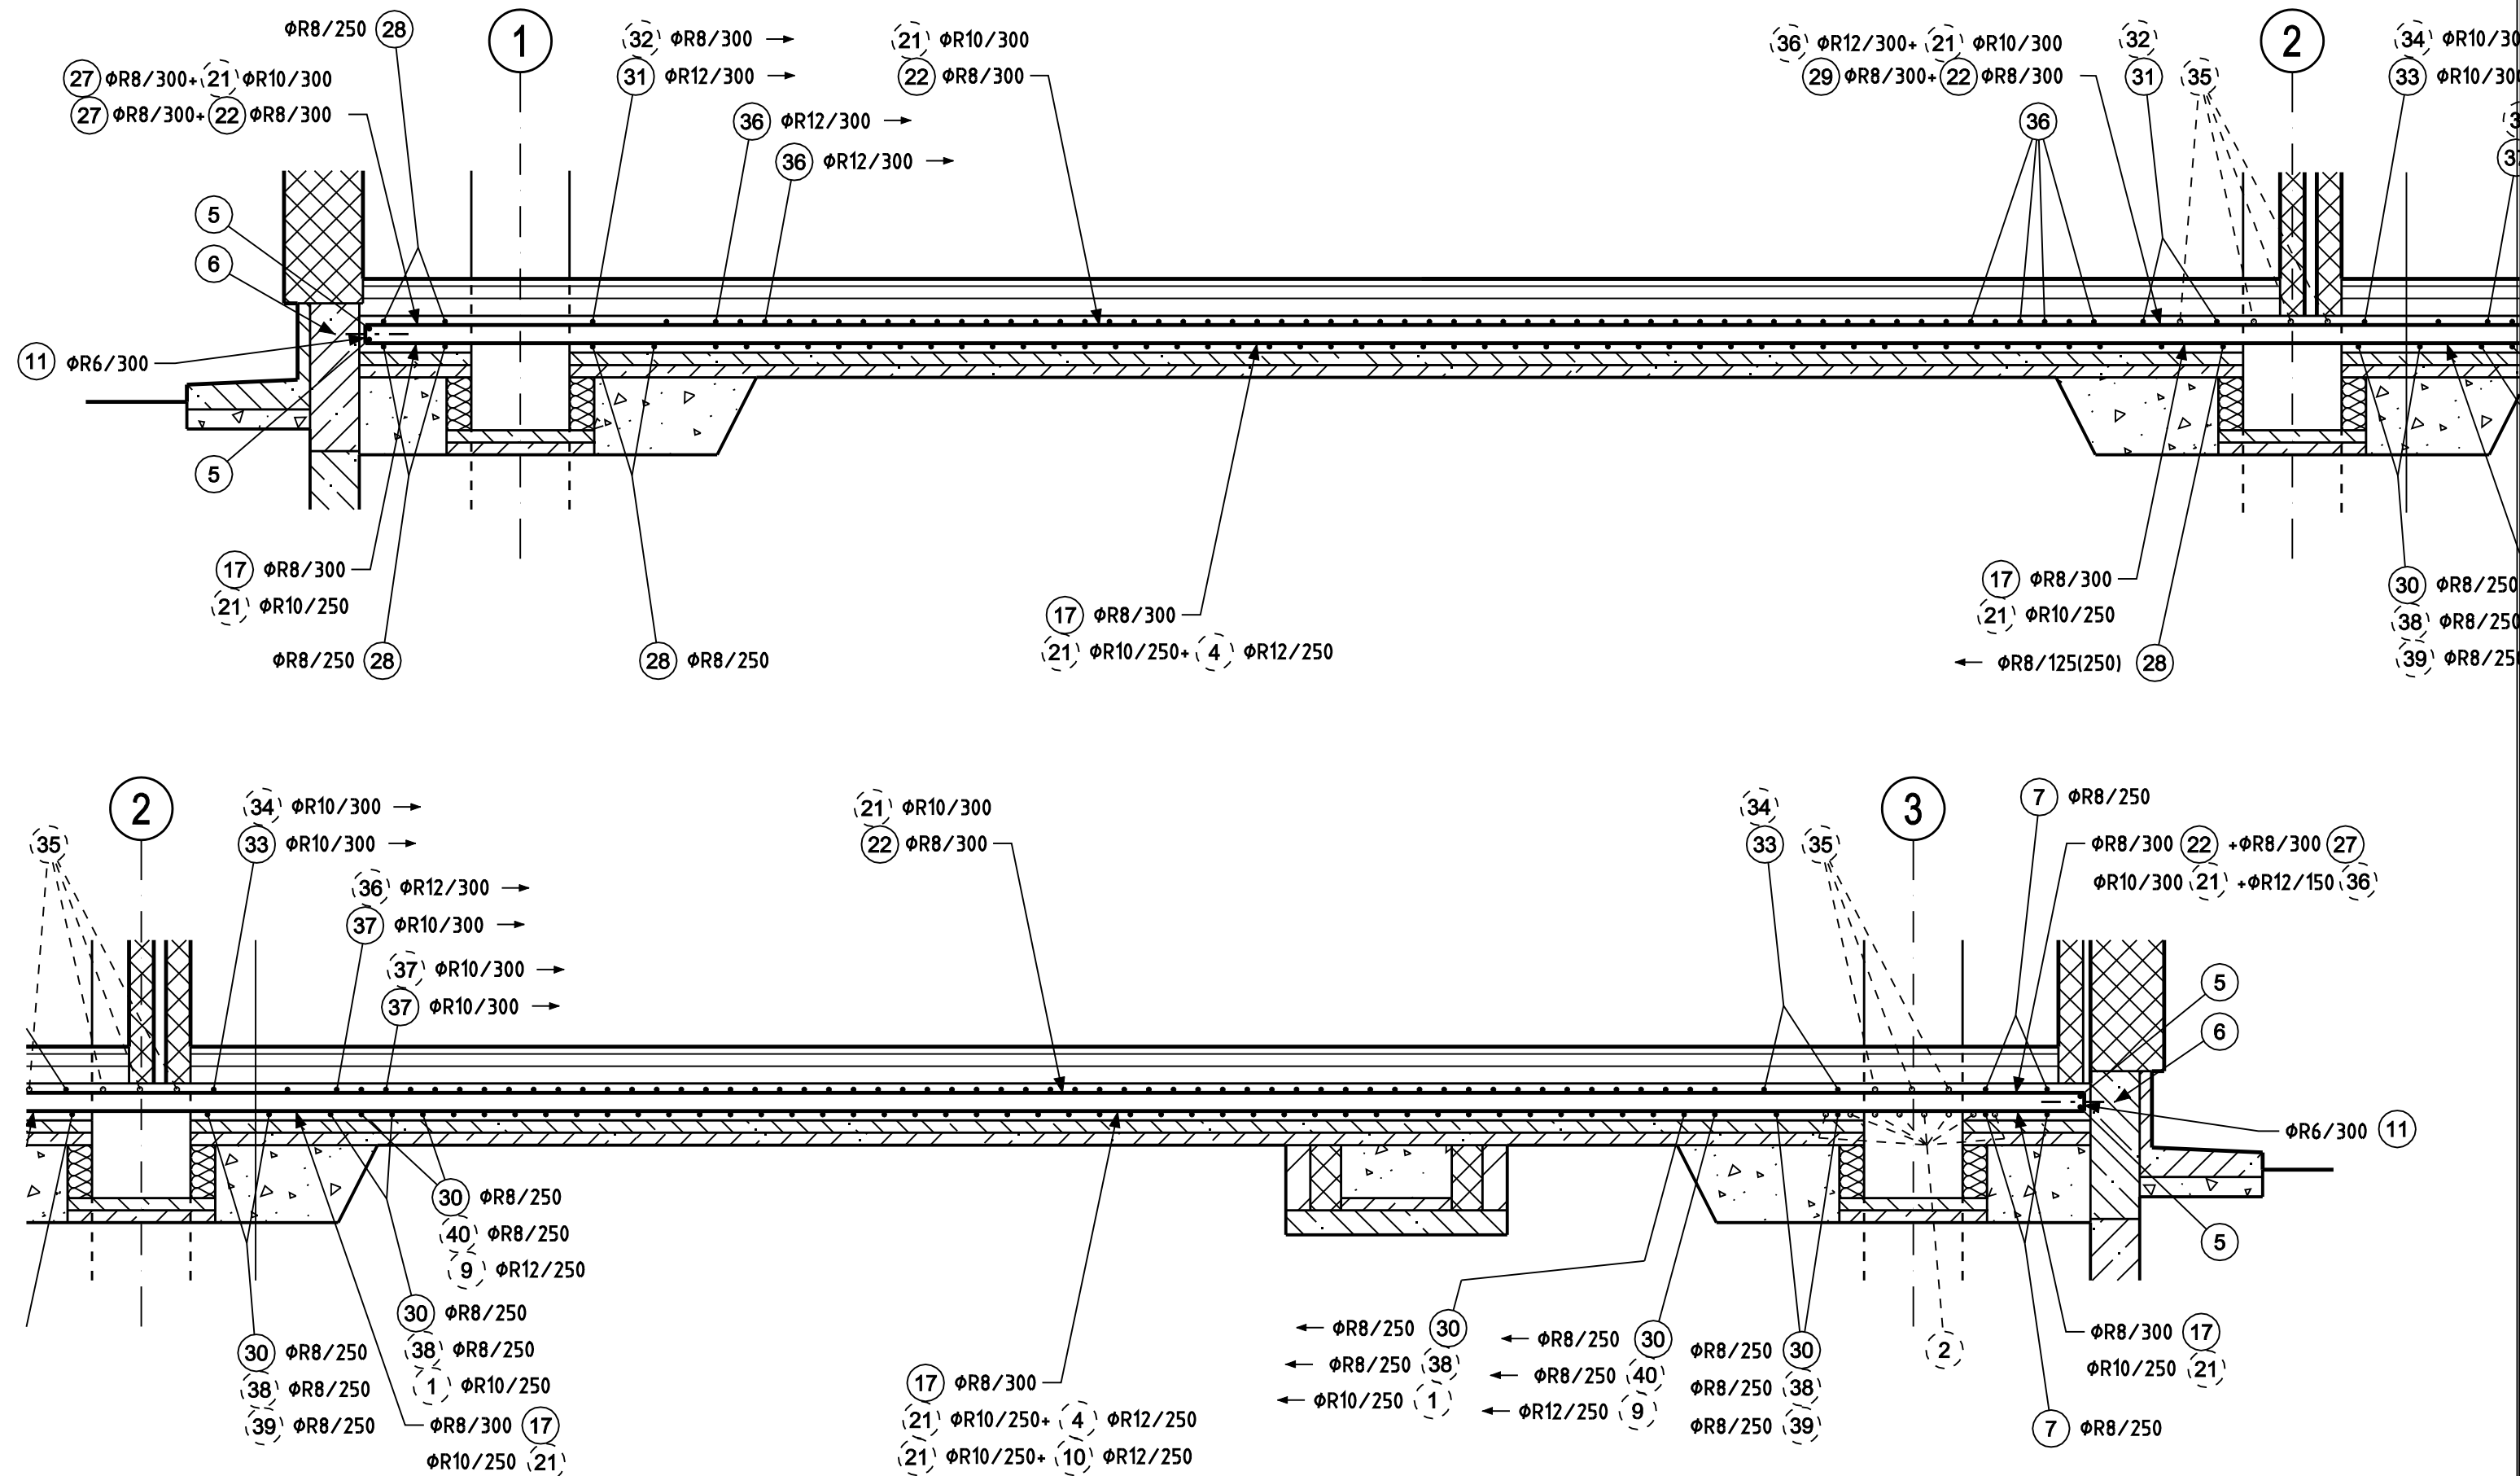 ΦR8/250 28
1
32 ΦR8/300
31 ΦR12/300
21 ΦR10/300
22 ΦR8/300
36 ΦR12/300+ 21 ΦR10/300
29 ΦR8/300+ 22 ΦR8/300
32
31
35
2
34 ΦR10/30
33 ΦR10/30
27 ΦR8/300+ 21 ΦR10/300
27 ΦR8/300+ 22 ΦR8/300
36 ΦR12/300
36 ΦR12/300
36
5
6
11 ΦR6/300
5
17 ΦR8/300
21 ΦR10/250
ΦR8/250 28
28 ΦR8/250
17 ΦR8/300
21 ΦR10/250+ 4 ΦR12/250
17 ΦR8/300
21 ΦR10/250
ΦR8/125(250) 28
30 ΦR8/250
38 ΦR8/250
39 ΦR8/25
35
2
34 ΦR10/300
33 ΦR10/300
36 ΦR12/300
37 ΦR10/300
37 ΦR10/300
37 ΦR10/300
21 ΦR10/300
22 ΦR8/300
34
33
35
3
7 ΦR8/250
ΦR8/300 22 +ΦR8/300 27
ΦR10/300 21 +ΦR12/150 36
5
6
ΦR6/300 11
5
30 ΦR8/250
40 ΦR8/250
9 ΦR12/250
30 ΦR8/250
38 ΦR8/250
1 ΦR10/250
30 ΦR8/250
38 ΦR8/250
39 ΦR8/250
ΦR8/300 17
ΦR10/250 21
17 ΦR8/300
21 ΦR10/250+ 4 ΦR12/250
21 ΦR10/250+ 10 ΦR12/250
ΦR8/250 30
ΦR8/250 38
ΦR10/250 1
ΦR8/250 30
ΦR8/250 40
ΦR12/250 9
ΦR8/250 30
ΦR8/250 38
ΦR8/250 39
2
ΦR8/300 17
ΦR10/250 21
7 ΦR8/250